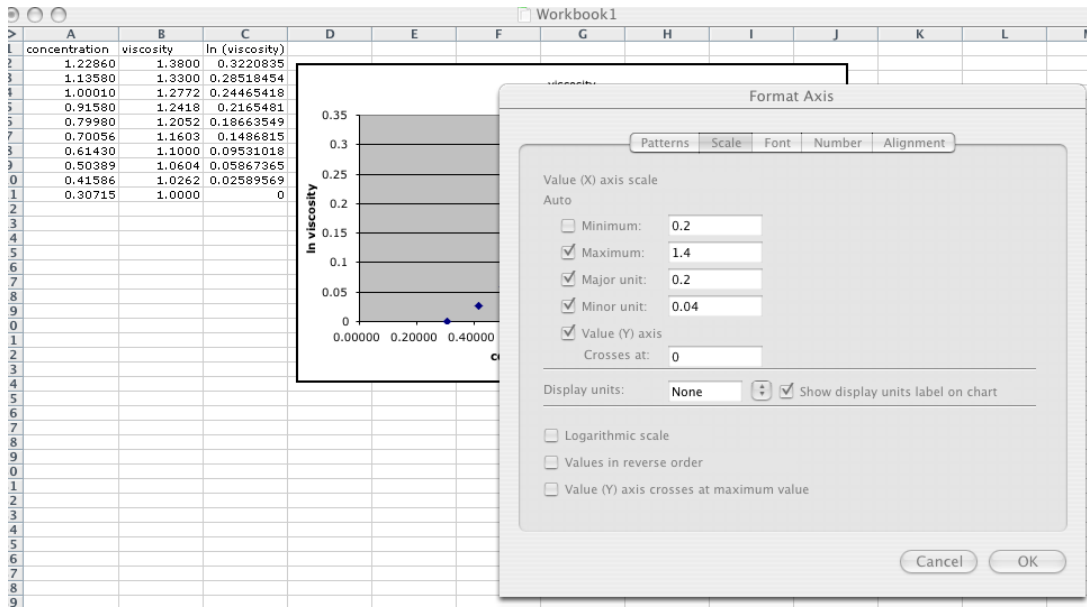 Workbook1
A B C D E F G H I J K L
concentration viscosity ln (viscosity)
1.22860 1.3800 0.3220835
1.13580 1.3300 0.28518454
1.00010 1.2772 0.24465418
0.91580 1.2418 0.2165481
0.79980 1.2052 0.18663549
0.70056 1.1603 0.1486815
0.61430 1.1000 0.09531018
0.50389 1.0604 0.05867365
0.41586 1.0262 0.02589569
0.30715 1.0000 0
0.35
0.3
0.25
0.2
0.15
0.1
0.05
0
ln viscosity
0.00000 0.20000 0.40000
Format Axis
Patterns Scale Font Number Alignment
Value (X) axis scale
Auto
Minimum: 0.2
Maximum: 1.4
Major unit: 0.2
Minor unit: 0.04
Value (Y) axis
Crosses at: 0
Display units: None Show display units label on chart
Logarithmic scale
Values in reverse order
Value (Y) axis crosses at maximum value
Cancel OK